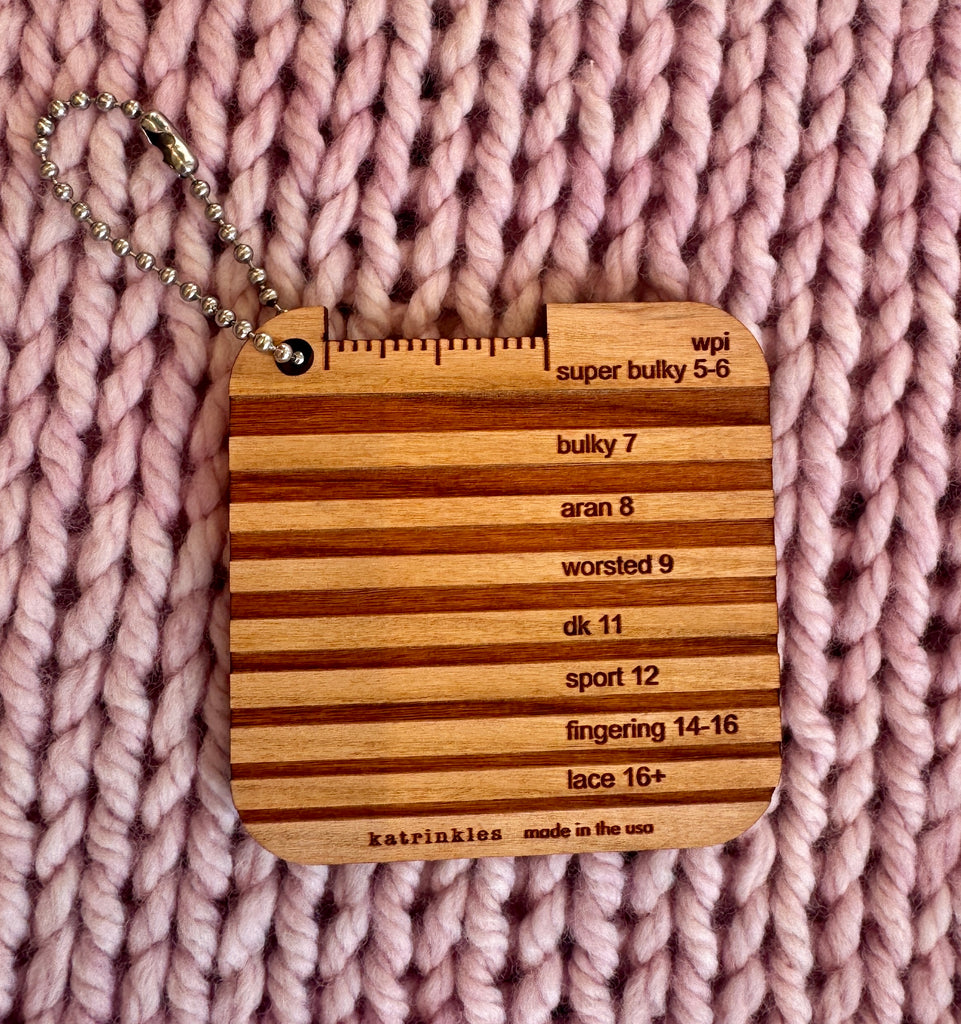 wpi
super bulky 5-6
bulky 7
aran 8
worsted 9
dk 11
sport 12
fingering 14-16
lace 16+
katrinkles made in the usa